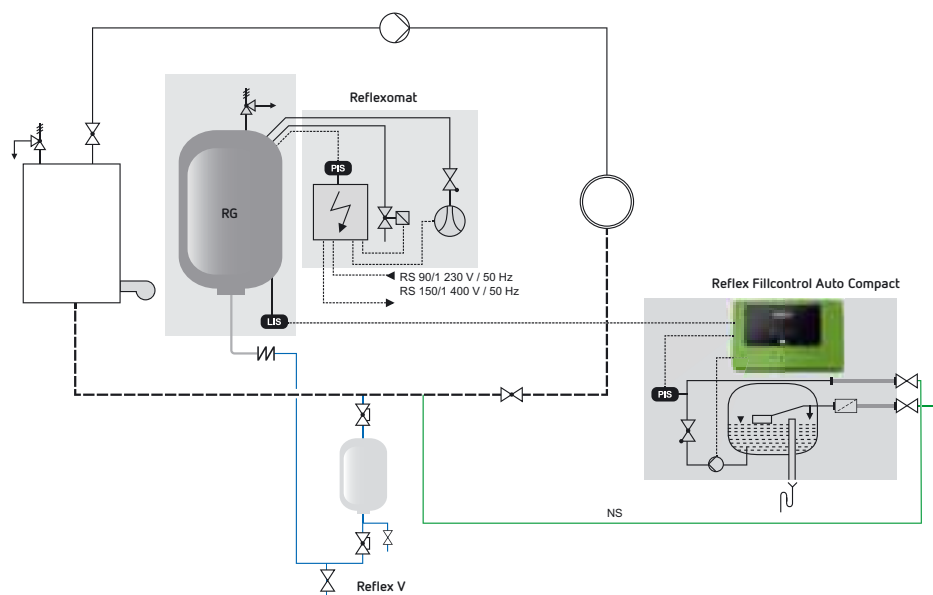 Reflexomat
PIS
RG
RS 90/1 230 V / 50 Hz
RS 150/1 400 V / 50 Hz
Reflex Fillcontrol Auto Compact
LIS
PIS
NS
Reflex V